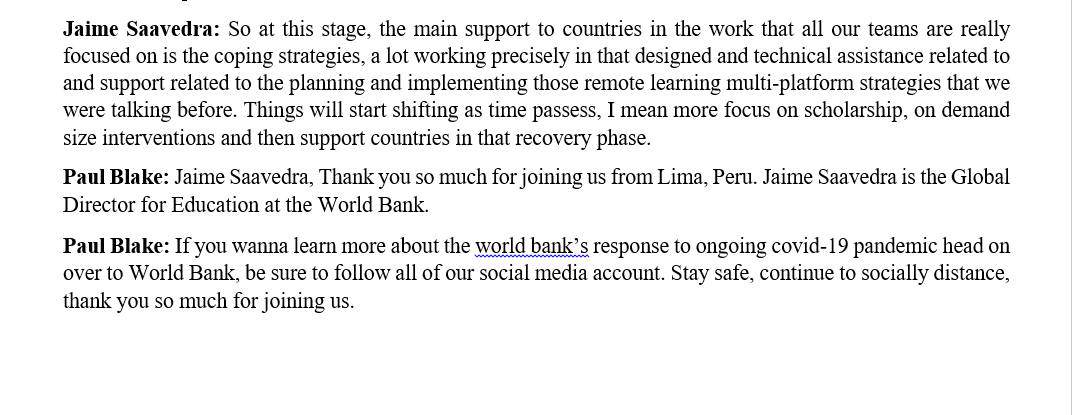 Jaime Saavedra: So at this stage, the main support to countries in the work that all our teams are really
focused on is the coping strategies, a lot working precisely in that designed and technical assistance related to
and support related to the planning and implementing those remote learning multi-platform strategies that we
were talking before. Things will start shifting as time passess, I mean more focus on scholarship, on demand
size interventions and then support countries in that recovery phase.
Paul Blake: Jaime Saavedra, Thank you so much for joining us from Lima, Peru. Jaime Saavedra is the Global
Director for Education at the World Bank.
Paul Blake: If you wanna learn more about the world bank’s response to ongoing covid-19 pandemic head on
over to World Bank, be sure to follow all of our social media account. Stay safe, continue to socially distance,
thank you so much for joining us.